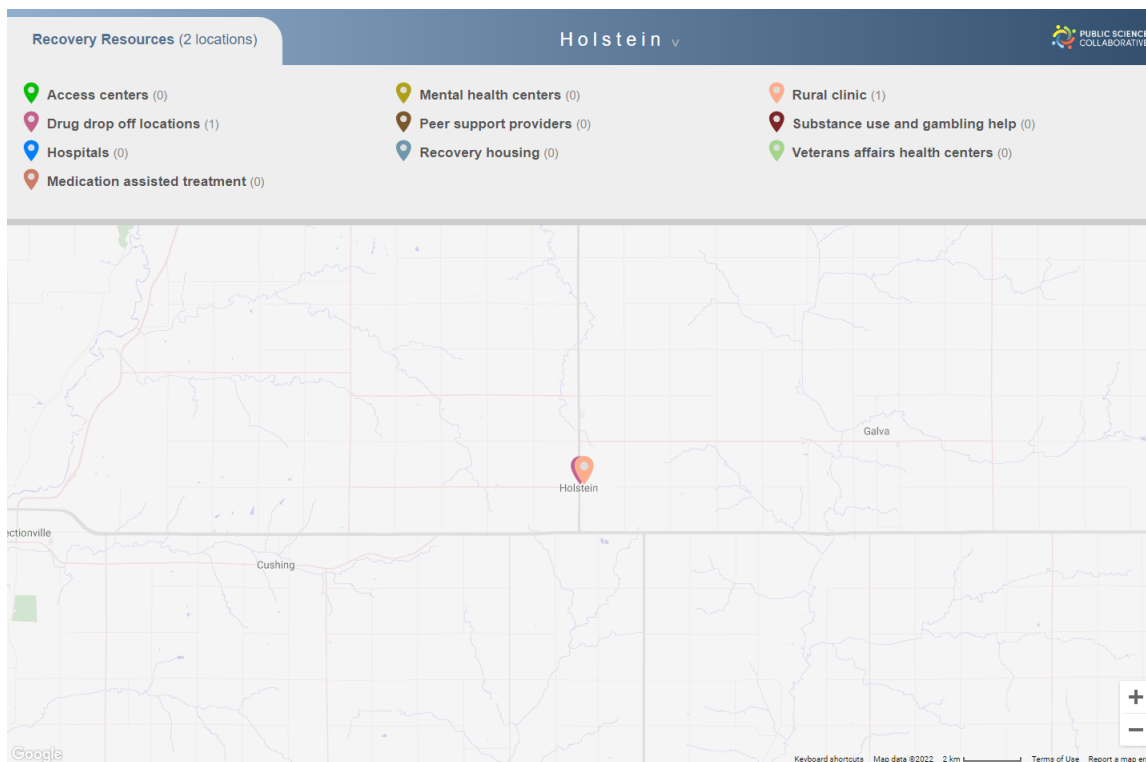 Recovery Resources (2 locations)
Holstein v
PUBLIC SCIENCE
COLLABORATIVE
Access centers (0)
Mental health centers (0)
Rural clinic (1)
Drug drop off locations (1)
Peer support providers (0)
Substance use and gambling help (0)
Hospitals (0)
Recovery housing (0)
Veterans affairs health centers (0)
Medication assisted treatment (0)
Galva
Holstein
ectionville
Cushing
+
−
Google
Keyboard shortcuts Map data ©2022 2 km Terms of Use Report a map er